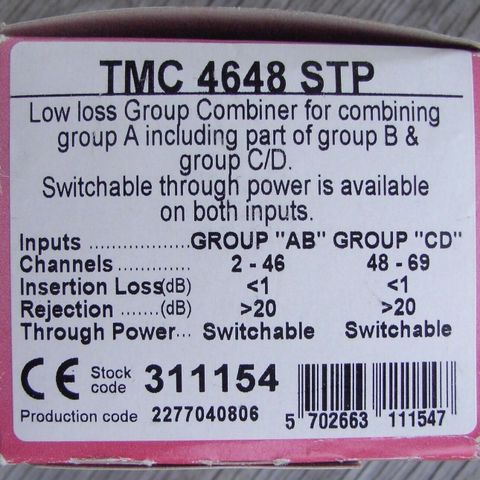 TMC 4648 STP
Low loss Group Combiner for combining
group A including part of group B &
group C/D.
Switchable through power is available
on both inputs.
Inputs .................. GROUP "AB" GROUP "CD"
Channels ............. 2 - 46 48 - 69
Insertion Loss(dB) <1 <1
Rejection .......(dB) >20 >20
Through Power... Switchable Switchable
CE Stock code 311154
Production code 2277040806
5 702663 111547